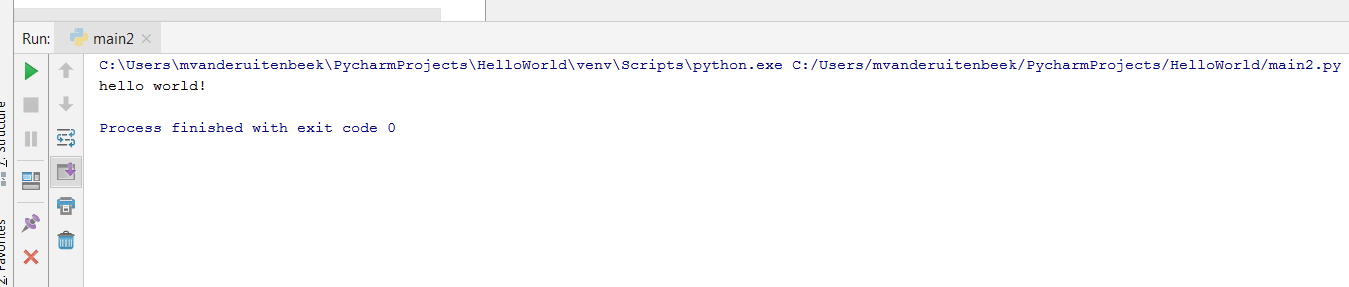 Run: main2
C:\Users\mvanderuitenbeek\PycharmProjects\HelloWorld\venv\Scripts\python.exe C:/Users/mvanderuitenbeek/PycharmProjects/HelloWorld/main2.py
hello world!
Process finished with exit code 0
Structure
2: Favorites